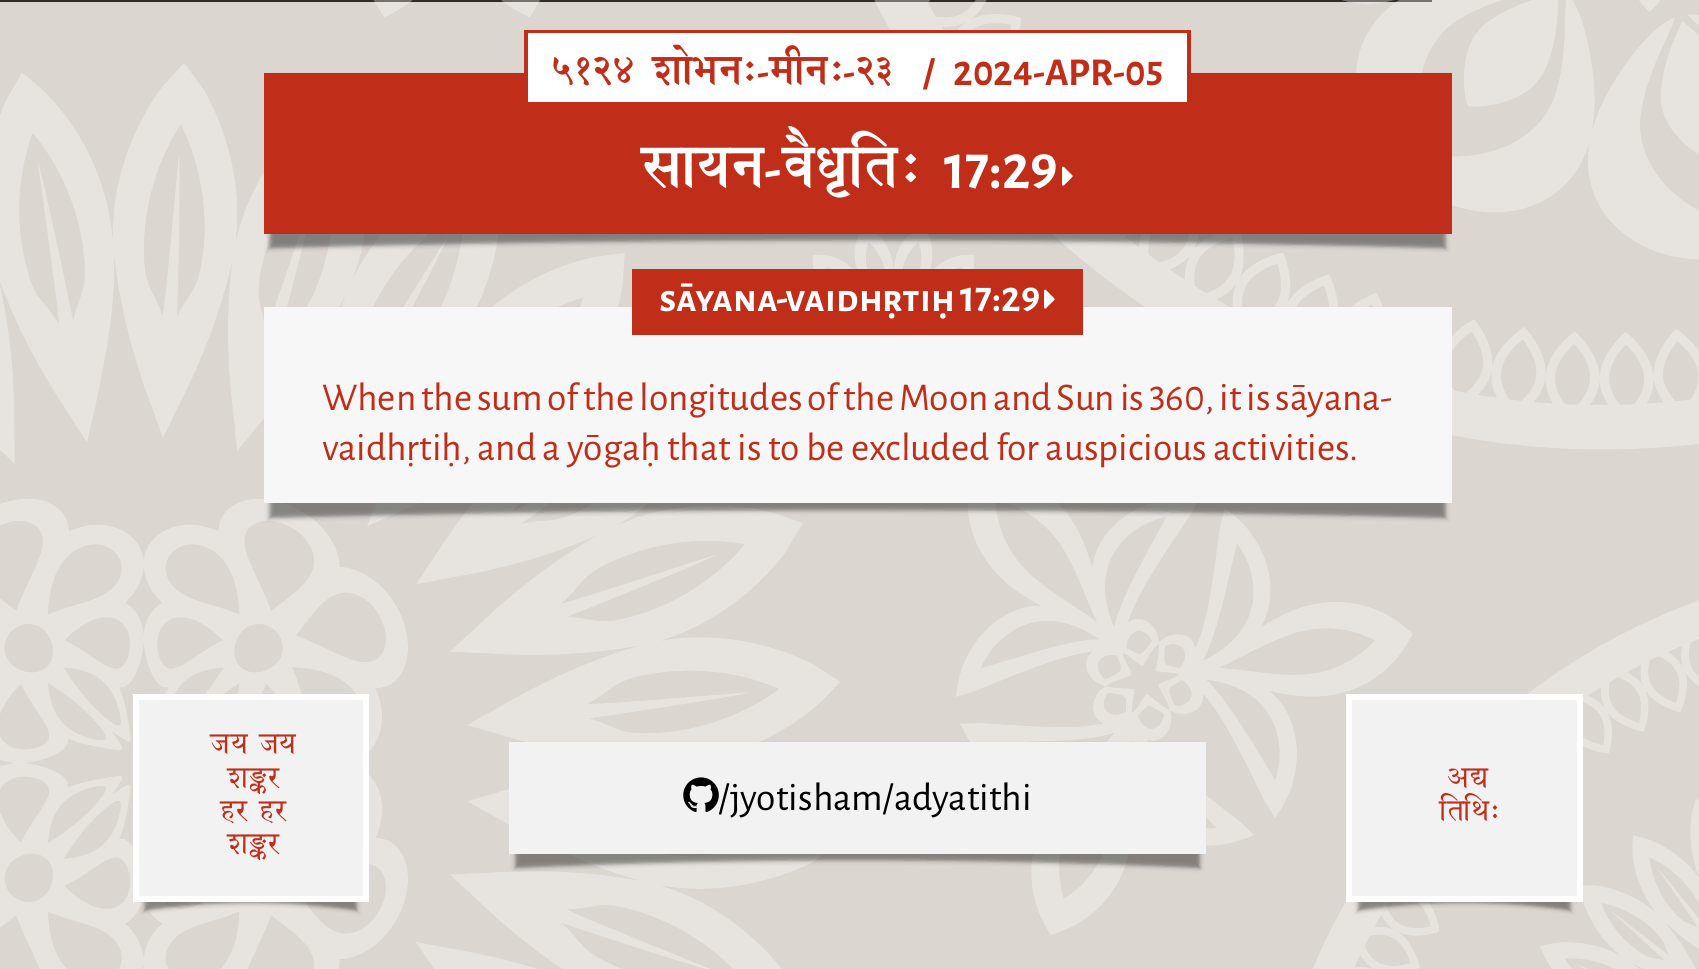 ५१२४ शोभनः-मीनः-२३ / 2024-APR-05
सायन-वैधृतिः 17:29▸
SĀYANA-VAIDHṚTIḤ 17:29▸
When the sum of the longitudes of the Moon and Sun is 360, it is sāyana-
vaidhṛtiḥ, and a yōgaḥ that is to be excluded for auspicious activities.
जय जय
शङ्कर
हर हर
शङ्कर
/jyotisham/adyatithi
अद्य
तिथिः